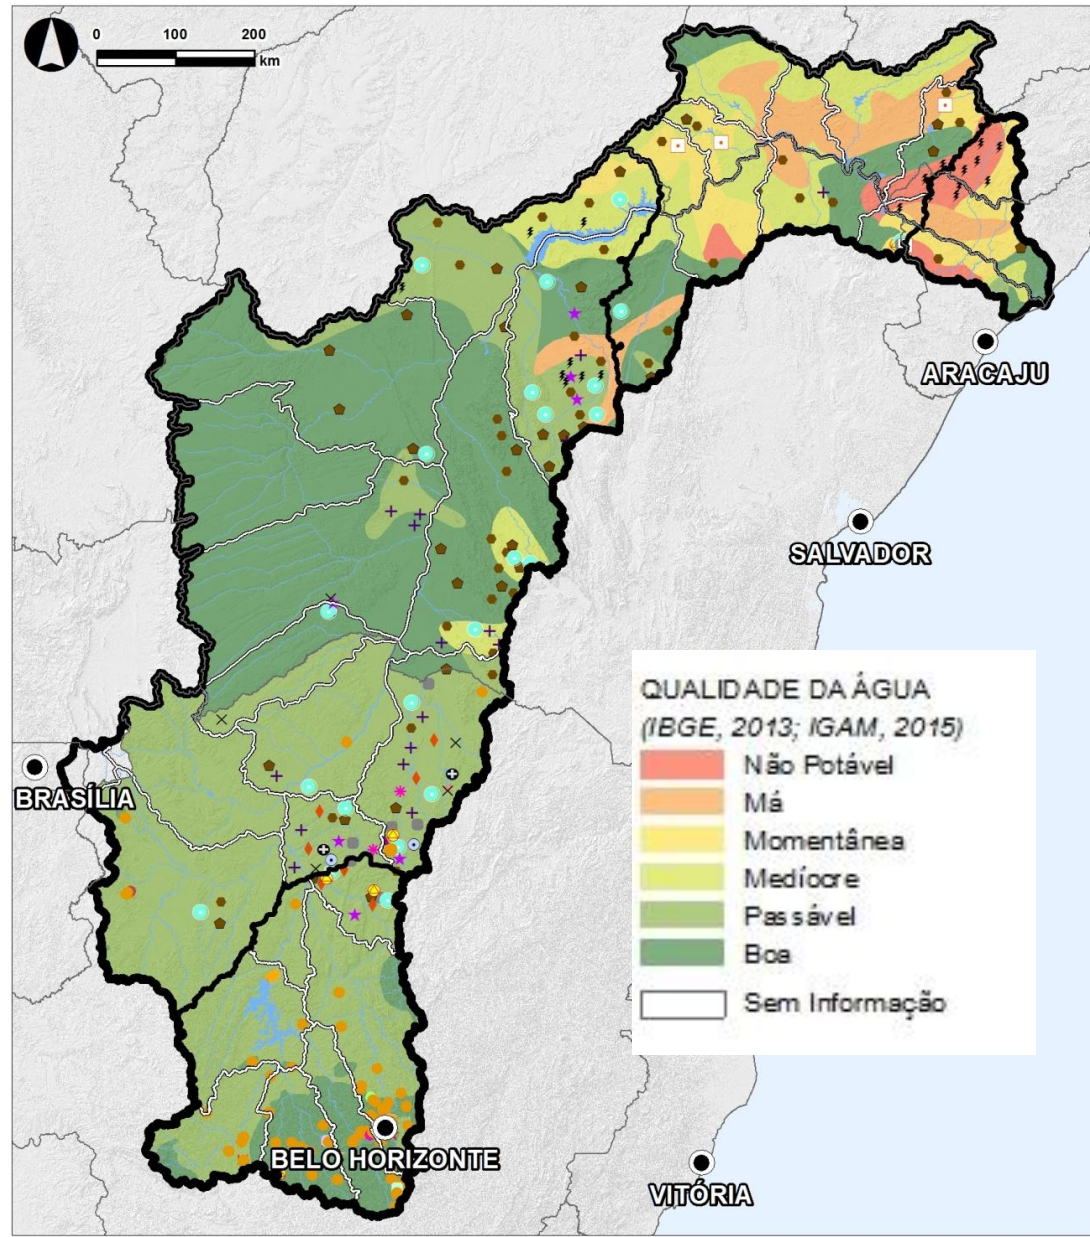 0 100 200
km
ARACAJU
SALVADOR
QUALIDADE DA ÁGUA
(IBGE, 2013; IGAM, 2015)
Não Potável
Má
Momentânea
Medíocre
Passável
Boa
Sem Informação
BRASÍLIA
BELO HORIZONTE
VITÓRIA